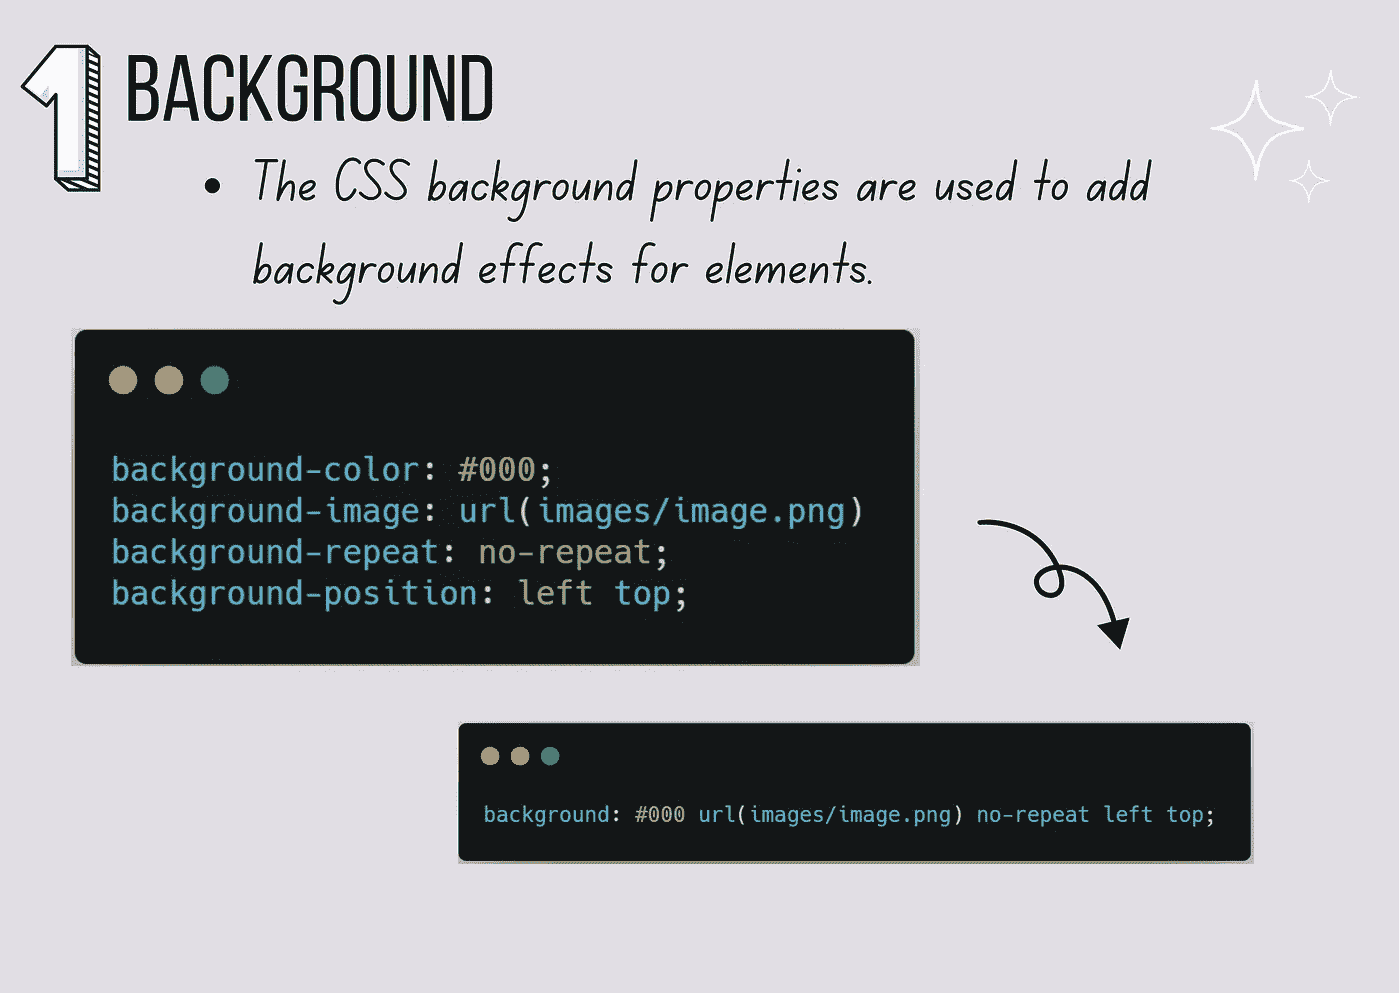 1 BACKGROUND
• The CSS background properties are used to add
background effects for elements.
background-color: #000;
background-image: url(images/image.png)
background-repeat: no-repeat;
background-position: left top;
background: #000 url(images/image.png) no-repeat left top;